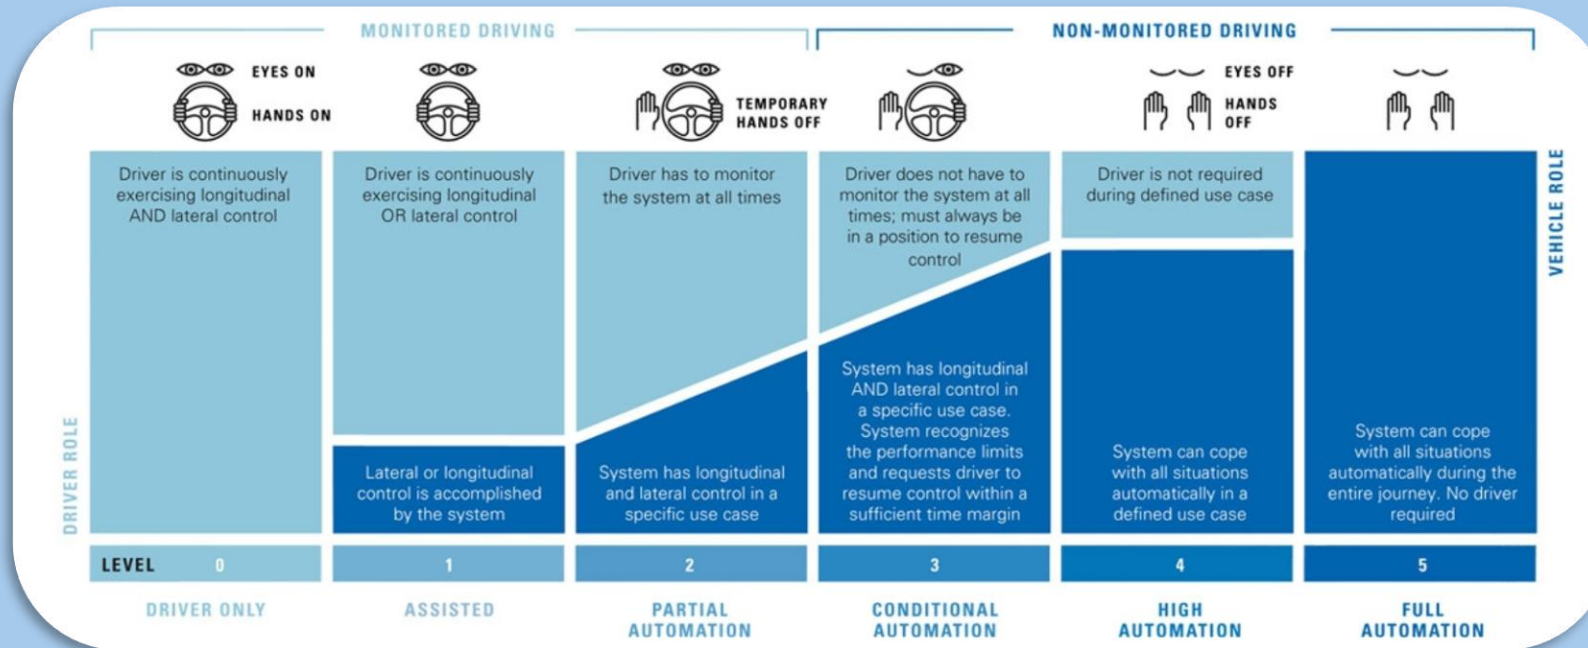 MONITORED DRIVING
NON-MONITORED DRIVING
EYES ON
HANDS ON
TEMPORARY
HANDS OFF
EYES OFF
HANDS
OFF
Driver is continuously
exercising longitudinal
AND lateral control
Driver is continuously
exercising longitudinal
OR lateral control
Driver has to monitor
the system at all times
Driver does not have to
monitor the system at all
times; must always be
in a position to resume
control
Driver is not required
during defined use case
VEHICLE ROLE
DRIVER ROLE
Lateral or longitudinal
control is accomplished
by the system
System has longitudinal
and lateral control in a
specific use case
System has longitudinal
AND lateral control in
a specific use case.
System recognizes
the performance limits
and requests driver to
resume control within a
sufficient time margin
System can cope
with all situations
automatically in a
defined use case
System can cope
with all situations
automatically during the
entire journey. No driver
required
LEVEL 0 1 2 3 4 5
DRIVER ONLY
ASSISTED
PARTIAL
AUTOMATION
CONDITIONAL
AUTOMATION
HIGH
AUTOMATION
FULL
AUTOMATION